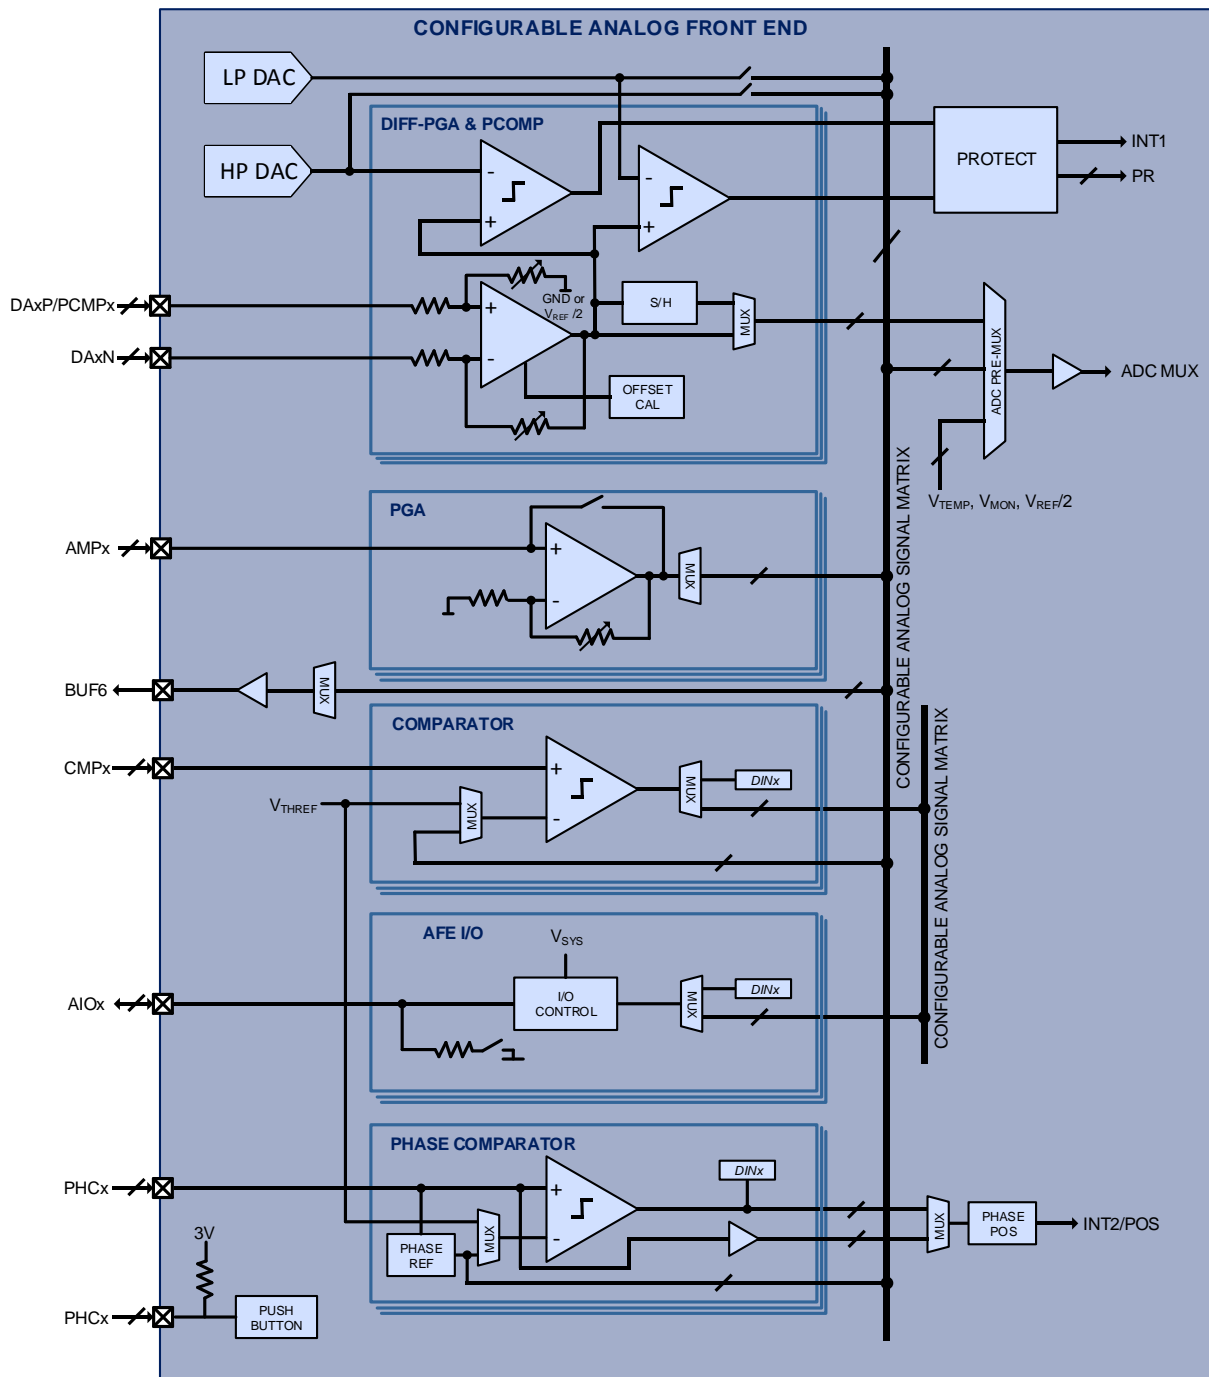 CONFIGURABLE ANALOG FRONT END
LP DAC
HP DAC
DIFF-PGA & PCOMP
-
+
-
+
PROTECT
INT1
PR
DAxP/PCMPx
DAxN
+
-
GND or
VREF /2
S/H
MUX
OFFSET
CAL
ADC PRE-MUX
ADC MUX
VTEMP, VMON, VREF/2
CONFIGURABLE ANALOG SIGNAL MATRIX
PGA
AMPx
+
-
MUX
BUF6
MUX
COMPARATOR
CMPx
VTHREF
MUX
+
-
MUX
DINx
CONFIGURABLE ANALOG SIGNAL MATRIX
AFE I/O
VSYS
AIOx
I/O
CONTROL
MUX
DINx
PHASE COMPARATOR
PHCx
+
-
PHASE
REF
MUX
DINx
MUX
PHASE
POS
INT2/POS
3V
PHCx
PUSH
BUTTON